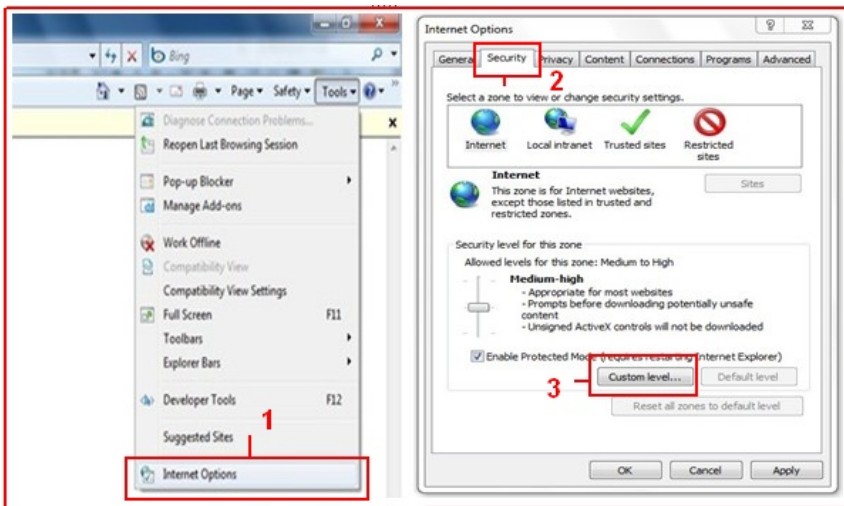 Bing
Page Safety Tools
Diagnose Connection Problems...
Reopen Last Browsing Session
Pop-up Blocker
Manage Add-ons
Work Offline
Compatibility View
Compatibility View Settings
Full Screen F11
Toolbars
Explorer Bars
Developer Tools F12
1
Suggested Sites
Internet Options
Internet Options
General Security Privacy Content Connections Programs Advanced
2
Select a zone to view or change security settings.
Internet Local intranet Trusted sites Restricted
sites
Internet
Sites
This zone is for Internet websites,
except those listed in trusted and
restricted zones.
Security level for this zone
Allowed levels for this zone: Medium to High
Medium-high
- Appropriate for most websites
- Prompts before downloading potentially unsafe
content
- Unsigned ActiveX controls will not be downloaded
Enable Protected Mode (requires restarting Internet Explorer)
3
Custom level... Default level
Reset all zones to default level
OK Cancel Apply